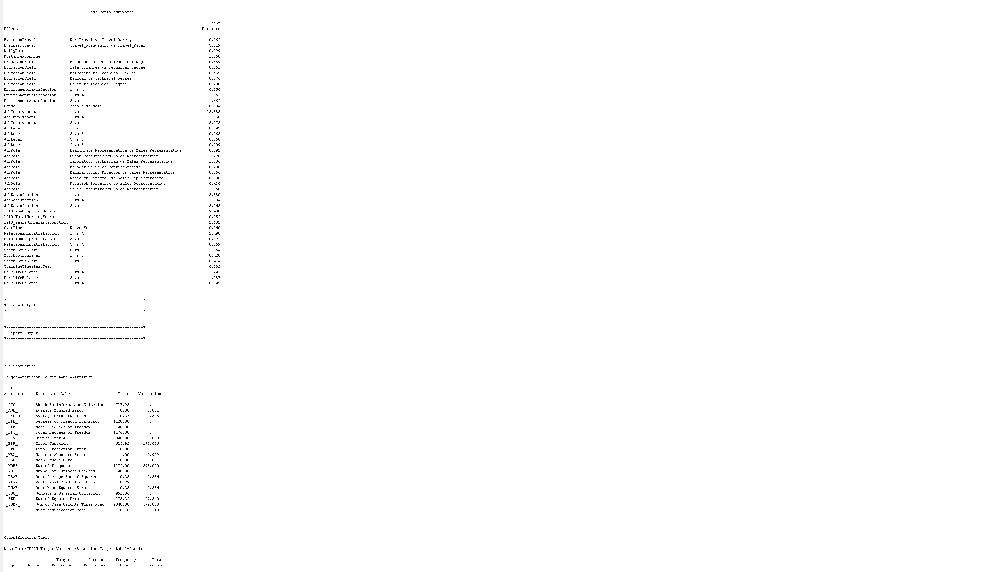 Odds Ratio Estimates
Point
Effect Estimate
BusinessTravel Non-Travel vs Travel_Rarely 0.264
BusinessTravel Travel_Frequently vs Travel_Rarely 3.219
DailyRate 0.999
DistanceFromHome 1.068
EducationField Human Resources vs Technical Degree 0.869
EducationField Life Sciences vs Technical Degree 0.361
EducationField Marketing vs Technical Degree 0.569
EducationField Medical vs Technical Degree 0.376
EducationField Other vs Technical Degree 0.208
EnvironmentSatisfaction 1 vs 4 4.154
EnvironmentSatisfaction 2 vs 4 1.352
EnvironmentSatisfaction 3 vs 4 1.464
Gender Female vs Male 0.604
JobInvolvement 1 vs 4 13.888
JobInvolvement 2 vs 4 3.860
JobInvolvement 3 vs 4 2.778
JobLevel 1 vs 5 0.393
JobLevel 2 vs 5 0.062
JobLevel 3 vs 5 0.250
JobLevel 4 vs 5 0.109
JobRole Healthcare Representative vs Sales Representative 0.892
JobRole Human Resources vs Sales Representative 1.270
JobRole Laboratory Technician vs Sales Representative 1.006
JobRole Manager vs Sales Representative 0.290
JobRole Manufacturing Director vs Sales Representative 0.866
JobRole Research Director vs Sales Representative 0.100
JobRole Research Scientist vs Sales Representative 0.430
JobRole Sales Executive vs Sales Representative 2.658
JobSatisfaction 1 vs 4 3.580
JobSatisfaction 2 vs 4 1.684
JobSatisfaction 3 vs 4 2.248
LG10_NumCompaniesWorked 7.430
LG10_TotalWorkingYears 0.054
LG10_YearsSinceLastPromotion 2.682
OverTime No vs Yes 0.140
RelationshipSatisfaction 1 vs 4 2.498
RelationshipSatisfaction 2 vs 4 0.994
RelationshipSatisfaction 3 vs 4 0.869
StockOptionLevel 0 vs 3 1.954
StockOptionLevel 1 vs 3 0.420
StockOptionLevel 2 vs 3 0.414
TrainingTimesLastYear 0.832
WorkLifeBalance 1 vs 4 3.241
WorkLifeBalance 2 vs 4 1.187
WorkLifeBalance 3 vs 4 0.649
*------------------------------------------------------------*
* Score Output
*------------------------------------------------------------*
*------------------------------------------------------------*
* Report Output
*------------------------------------------------------------*
Fit Statistics
Target=Attrition Target Label=Attrition
Fit
Statistics Statistics Label Train Validation
_AIC_ Akaike's Information Criterion 717.92 .
_ASE_ Average Squared Error 0.08 0.081
_AVERR_ Average Error Function 0.27 0.296
_DFE_ Degrees of Freedom for Error 1128.00 .
_DFM_ Model Degrees of Freedom 46.00 .
_DFT_ Total Degrees of Freedom 1174.00 .
_DIV_ Divisor for ASE 2348.00 592.000
_ERR_ Error Function 625.92 175.456
_FPE_ Final Prediction Error 0.08 .
_MAX_ Maximum Absolute Error 1.00 0.999
_MSE_ Mean Square Error 0.08 0.081
_NOBS_ Sum of Frequencies 1174.00 296.000
_NW_ Number of Estimate Weights 46.00 .
_RASE_ Root Average Sum of Squares 0.28 0.284
_RFPE_ Root Final Prediction Error 0.29 .
_RMSE_ Root Mean Squared Error 0.28 0.284
_SBC_ Schwarz's Bayesian Criterion 951.06 .
_SSE_ Sum of Squared Errors 178.24 47.840
_SUMW_ Sum of Case Weights Times Freq 2348.00 592.000
_MISC_ Misclassification Rate 0.10 0.118
Classification Table
Data Role=TRAIN Target Variable=Attrition Target Label=Attrition
Target Outcome Frequency Total
Target Outcome Percentage Percentage Count Percentage